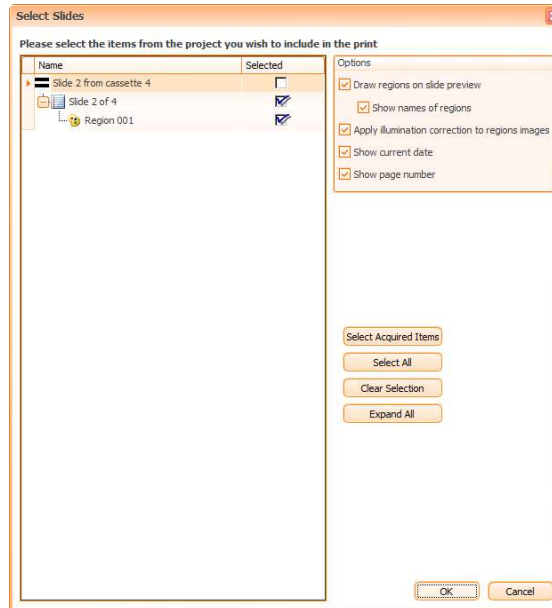 Select Slides
Please select the items from the project you wish to include in the print
Name Selected
Slide 2 from cassette 4
Slide 2 of 4
Region 001
Options
Draw regions on slide preview
Show names of regions
Apply illumination correction to regions images
Show current date
Show page number
Select Acquired Items
Select All
Clear Selection
Expand All
OK Cancel